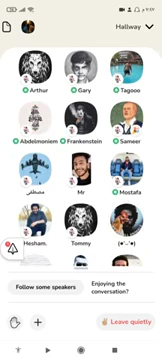 Hallway
Arthur
Gary
Tagooo
Abdelmoniem
Frankenstein
Sameer
مصطفى
Mr
Mostafa
Hesham.
Tommy
Follow some speakers
Enjoying the
conversation?
✌🏼 Leave quietly